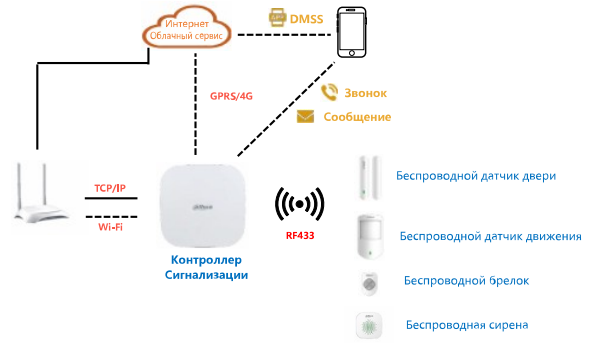 Интернет
Облачный сервис
DMSS
GPRS/4G
Звонок
Сообщение
TCP/IP
Wi-Fi
alhua
RF433
Контроллер
Сигнализации
Беспроводной датчик двери
Беспроводной датчик движения
Беспроводной брелок
Беспроводная сирена